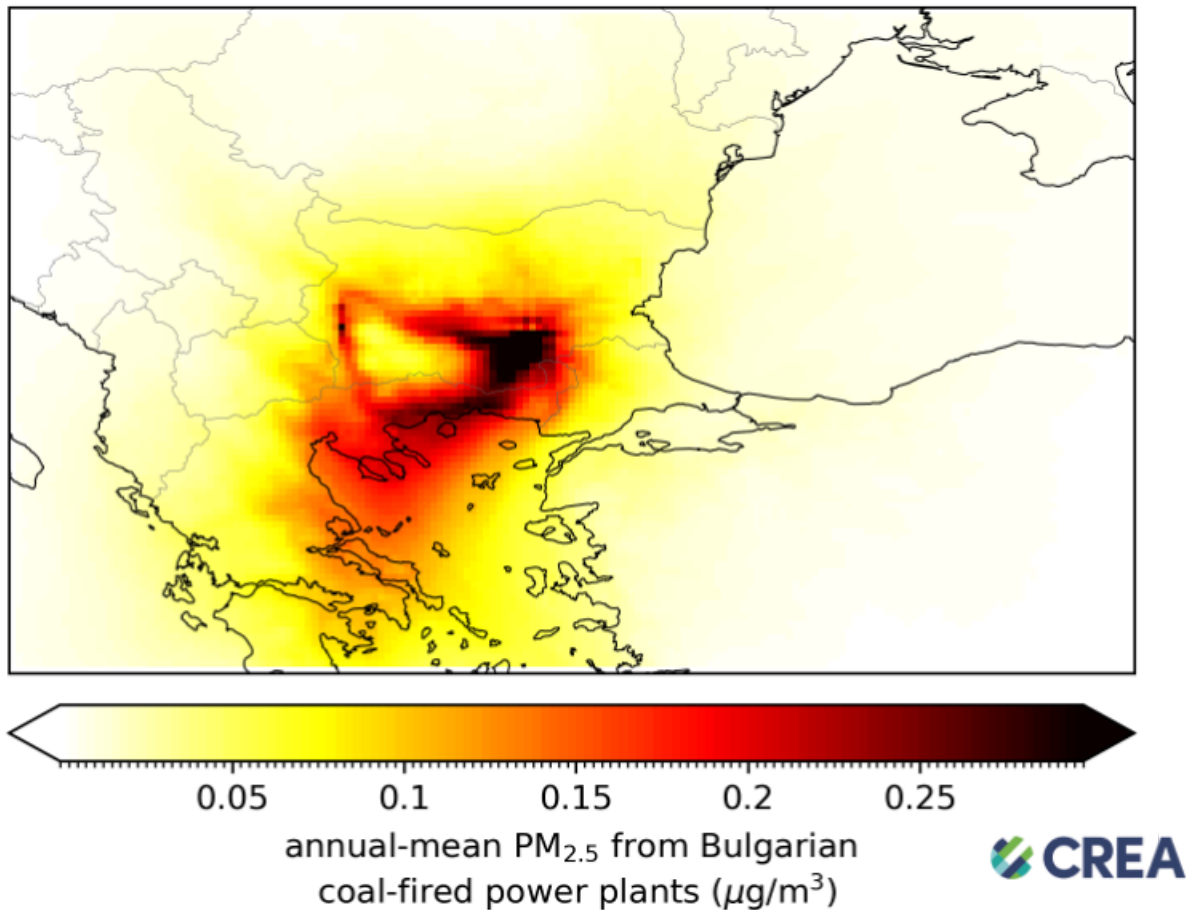 0.05 0.1 0.15 0.2 0.25
annual-mean PM₂.₅ from Bulgarian
coal-fired power plants (μg/m³)
CREA